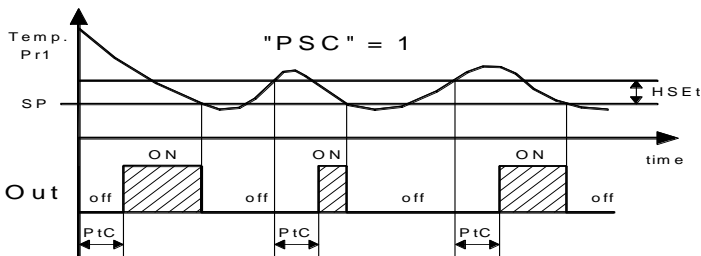 Temp.
Pr1
"PSC" = 1
HSEt
SP
time
ON
ON
ON
Out
off
off
off
off
PtC
PtC
PtC